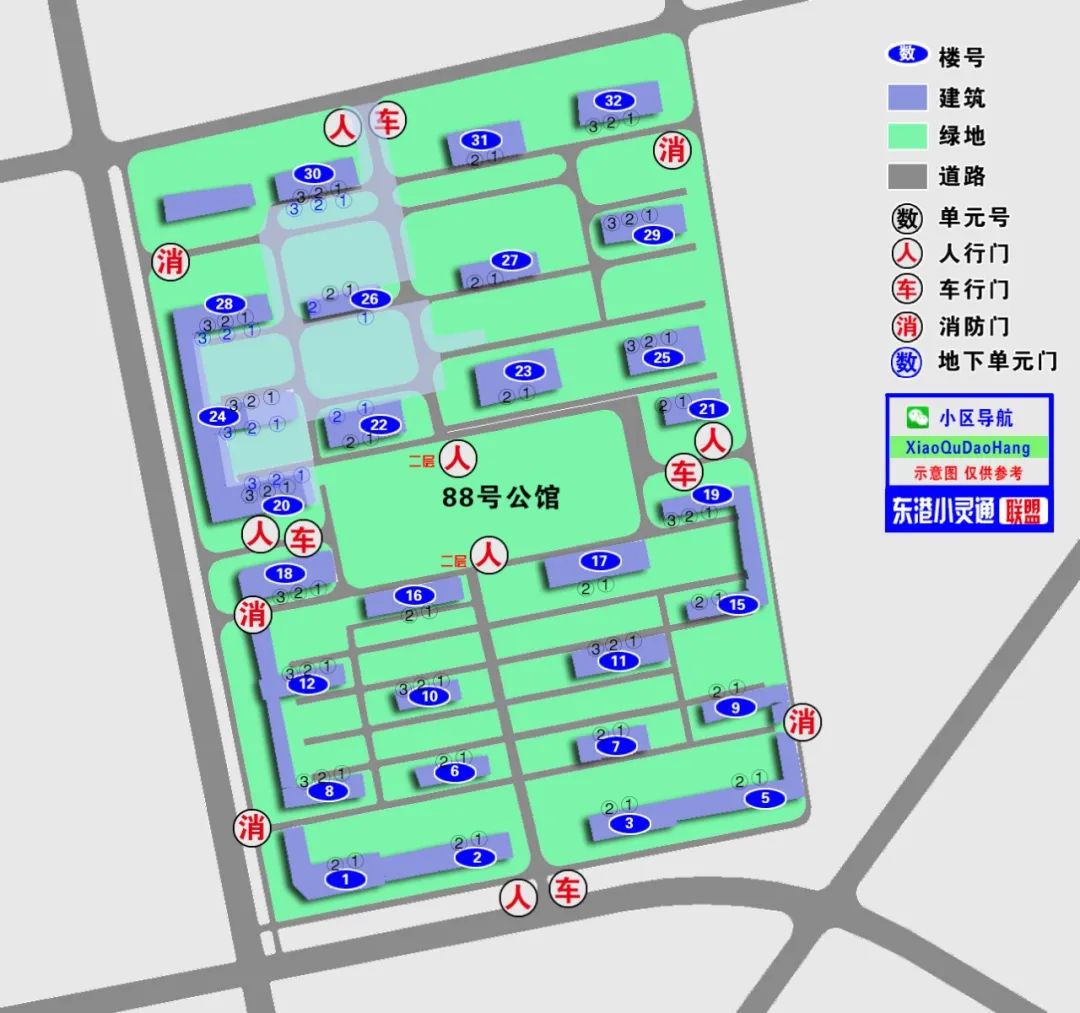 数 楼号
建筑
绿地
道路
数 单元号
人 人行门
车 车行门
消 消防门
数 地下单元门
小区导航
XiaoQuDaoHang
示意图 仅供参考
东港小灵通 联盟
32
3 2 1
人 车
31
2 1
消
30
3 2 1
3 2 1
29
3 2 1
消
27
2 1
28
3 2 1
3 2 1
26
2 1
2
1
25
3 2 1
23
2 1
24
3 2 1
3 2 1
22
2 1
2 1
21
2 1
人
二层 人
车
88号公馆
20
3 2 1
3 2 1
19
3 2 1
人 车
二层 人
17
2 1
18
3 2 1
16
2 1
15
2 1
消
12
3 2 1
11
3 2 1
10
3 2 1
9
2 1
消
7
2 1
6
2 1
8
3 2 1
5
2 1
消
3
2 1
2
2 1
1
2 1
人 车